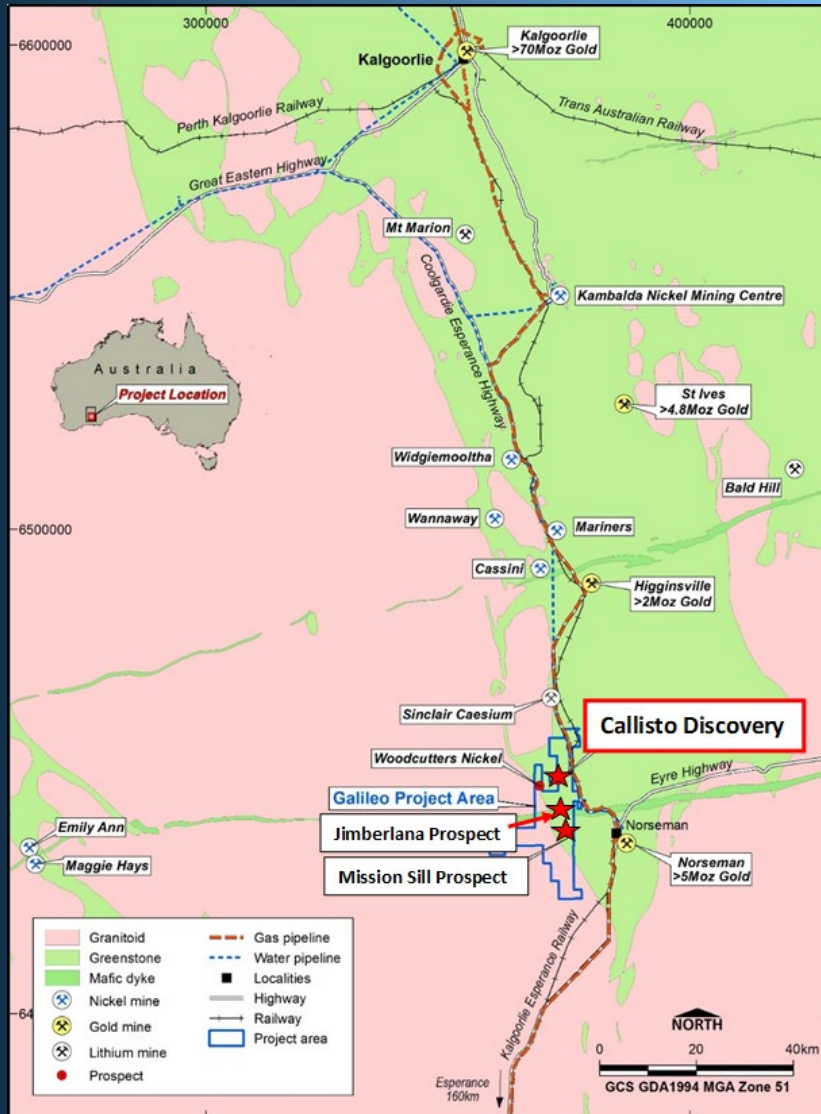 300000
400000
6600000
Kalgoorlie
>70Moz Gold
Kalgoorlie
Perth Kalgoorlie Railway
Trans Australian Railway
Great Eastern Highway
Mt Marion
Coolgardie Esperance Highway
Kambalda Nickel Mining Centre
Australia
Project Location
St Ives
>4.8Moz Gold
Widgiemooltha
Bald Hill
Wannaway
Mariners
6500000
Cassini
Higginsville
>2Moz Gold
Sinclair Caesium
Callisto Discovery
Woodcutters Nickel
Eyre Highway
Galileo Project Area
Emily Ann
Jimberlana Prospect
Norseman
Maggie Hays
Mission Sill Prospect
Norseman
>5Moz Gold
Granitoid
Greenstone
Mafic dyke
Nickel mine
Gold mine
Lithium mine
Prospect
Gas pipeline
Water pipeline
Localities
Highway
Railway
Project area
64
Kalgoorlie Esperance Railway
Esperance
160km
NORTH
0 20 40km
GCS GDA1994 MGA Zone 51